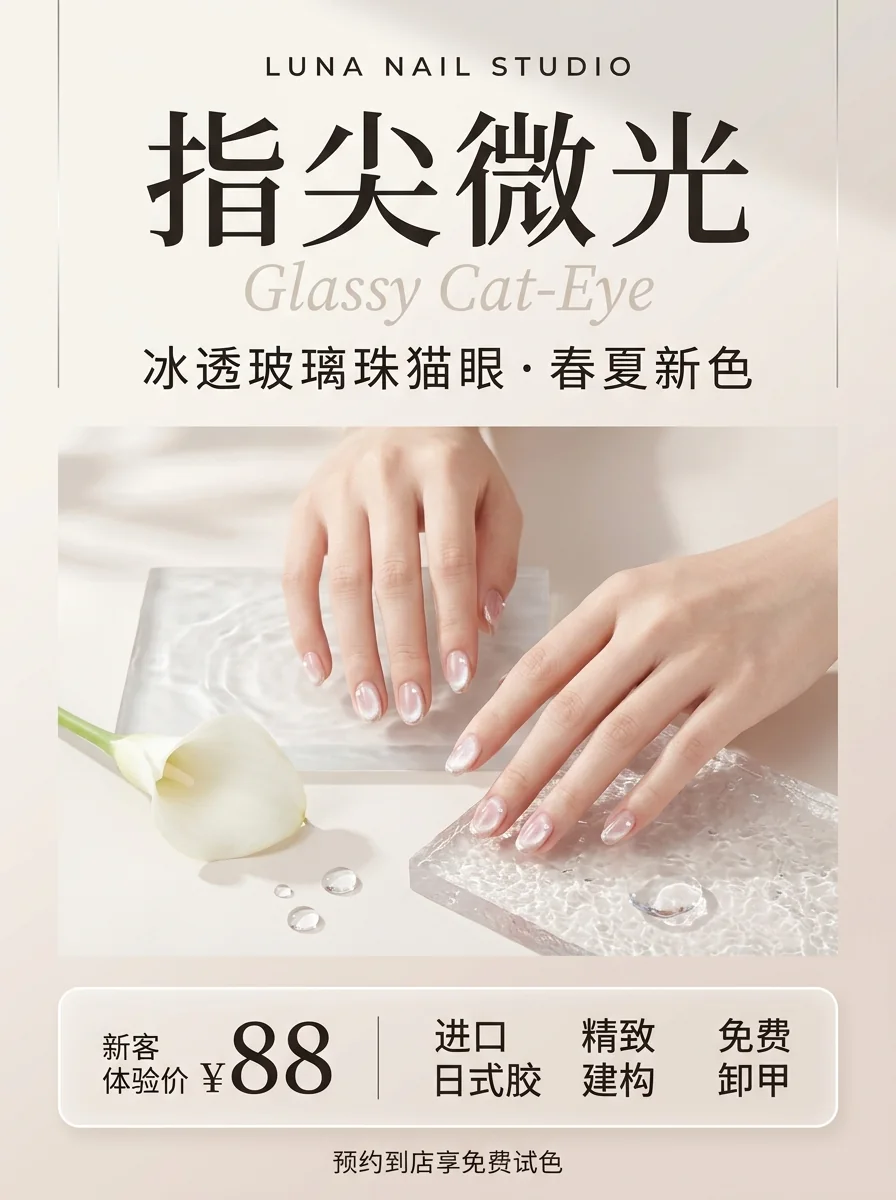 LUNA NAIL STUDIO
指尖微光
Glassy Cat-Eye
冰透玻璃珠猫眼·春夏新色
新客
体验价 ¥88
进口
日式胶
精致
建构
免费
卸甲
预约到店享免费试色